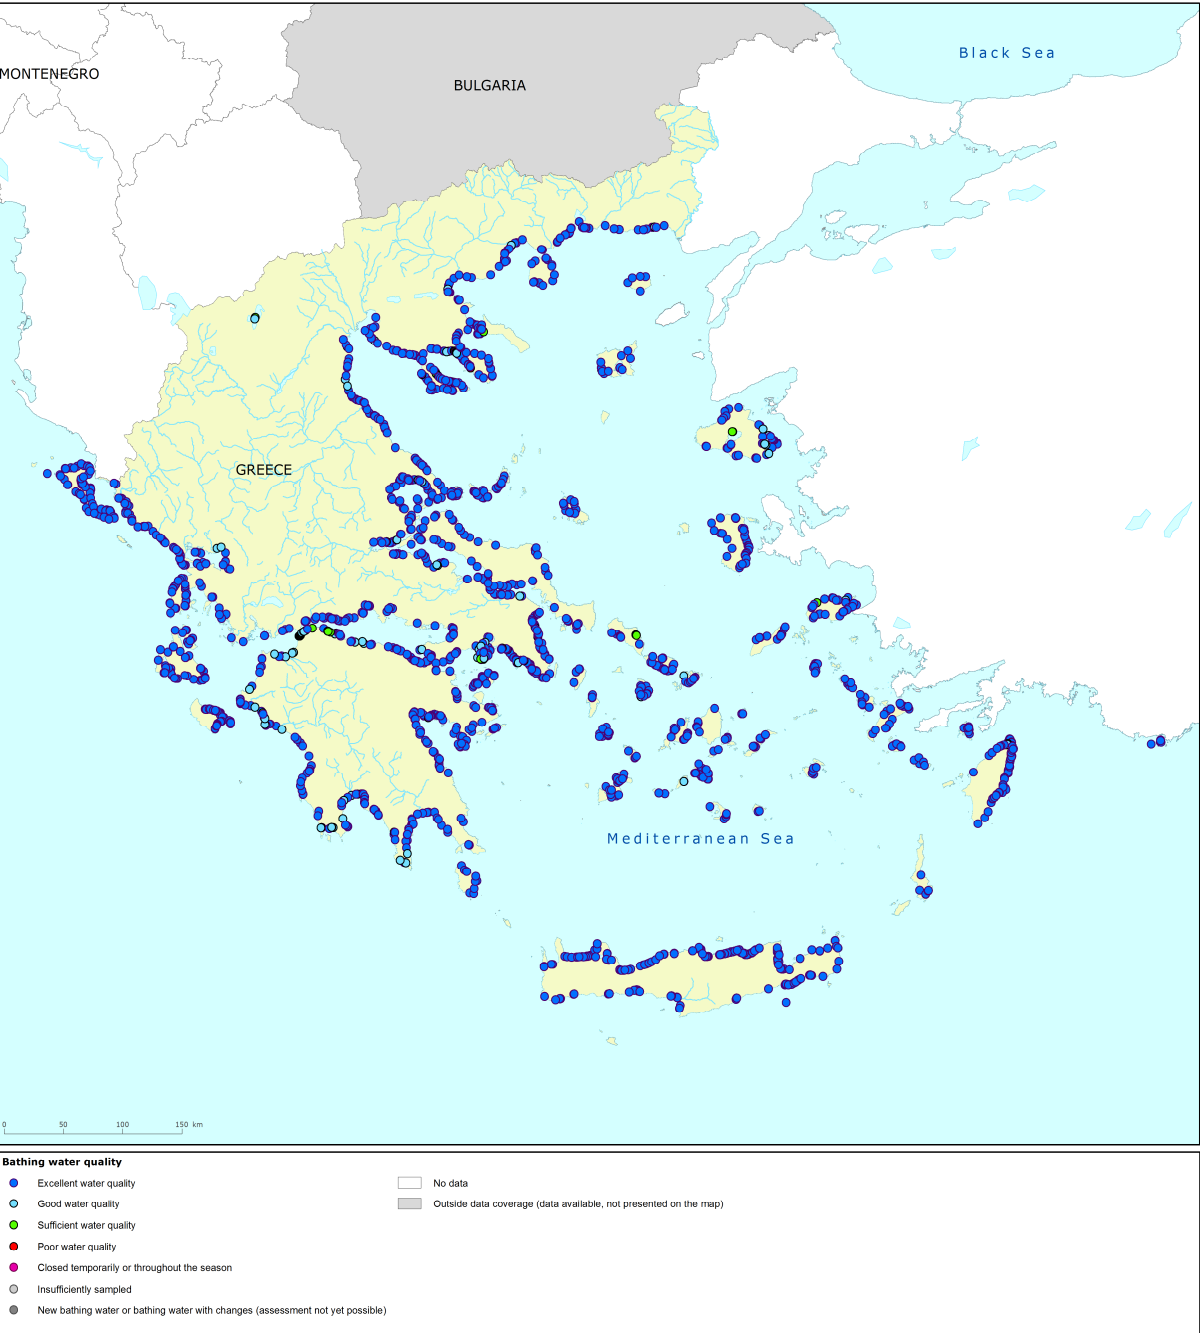 Black Sea
MONTENEGRO
BULGARIA
GREECE
Mediterranean Sea
0 50 100 150 km
Bathing water quality
Excellent water quality
Good water quality
Sufficient water quality
Poor water quality
Closed temporarily or throughout the season
Insufficiently sampled
New bathing water or bathing water with changes (assessment not yet possible)
No data
Outside data coverage (data available, not presented on the map)